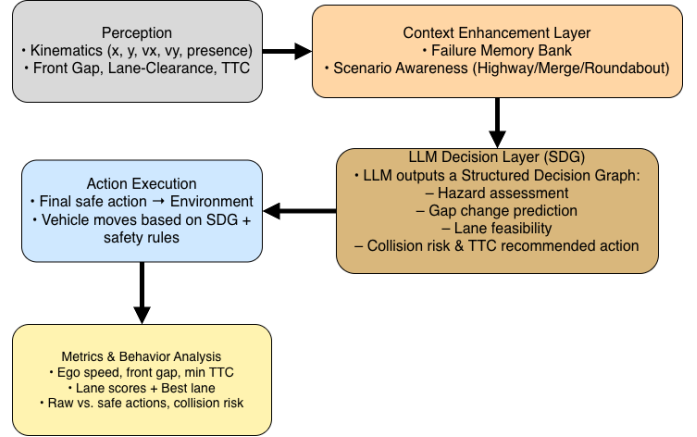 Perception
• Kinematics (x, y, vx, vy, presence)
• Front Gap, Lane-Clearance, TTC
Context Enhancement Layer
• Failure Memory Bank
• Scenario Awareness (Highway/Merge/Roundabout)
LLM Decision Layer (SDG)
• LLM outputs a Structured Decision Graph:
– Hazard assessment
– Gap change prediction
– Lane feasibility
– Collision risk & TTC recommended action
Action Execution
• Final safe action → Environment
• Vehicle moves based on SDG +
safety rules
Metrics & Behavior Analysis
• Ego speed, front gap, min TTC
• Lane scores + Best lane
• Raw vs. safe actions, collision risk